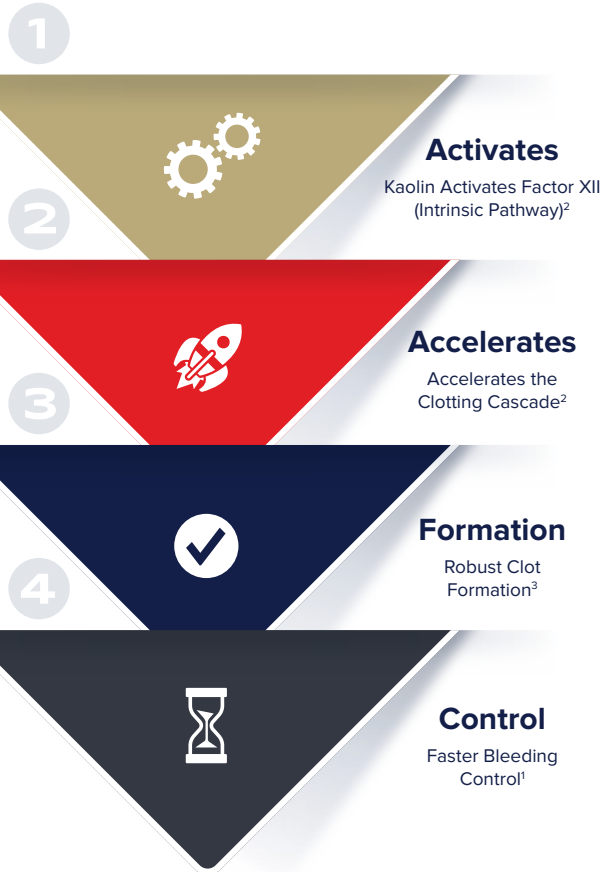 1
Activates
Kaolin Activates Factor XII
(Intrinsic Pathway)²
2
Accelerates
Accelerates the
Clotting Cascade²
3
Formation
Robust Clot
Formation³
4
Control
Faster Bleeding
Control¹